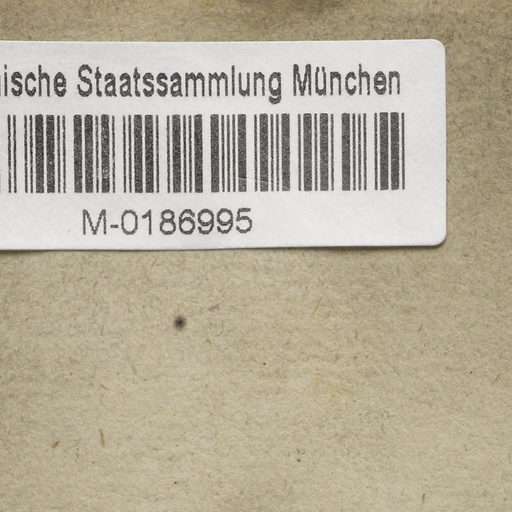 ische Staatssammlung München
M-0186995